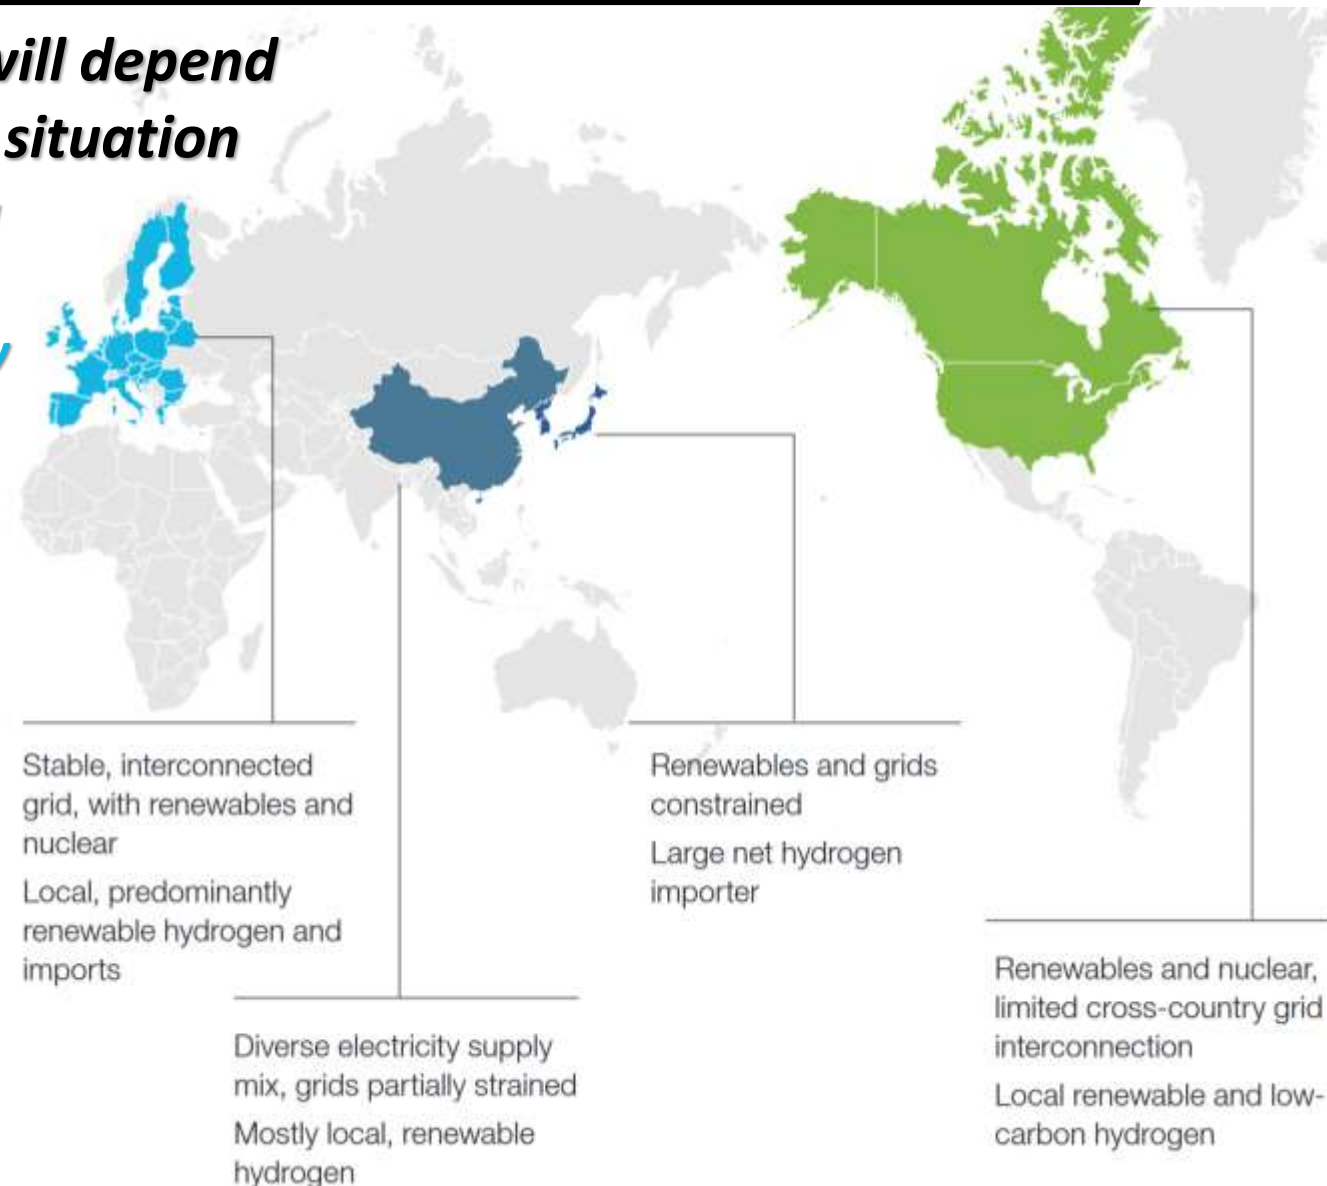 will depend
situation
y
Stable, interconnected
grid, with renewables and
nuclear
Local, predominantly
renewable hydrogen and
imports
Diverse electricity supply
mix, grids partially strained
Mostly local, renewable
hydrogen
Renewables and grids
constrained
Large net hydrogen
importer
Renewables and nuclear,
limited cross-country grid
interconnection
Local renewable and low-
carbon hydrogen